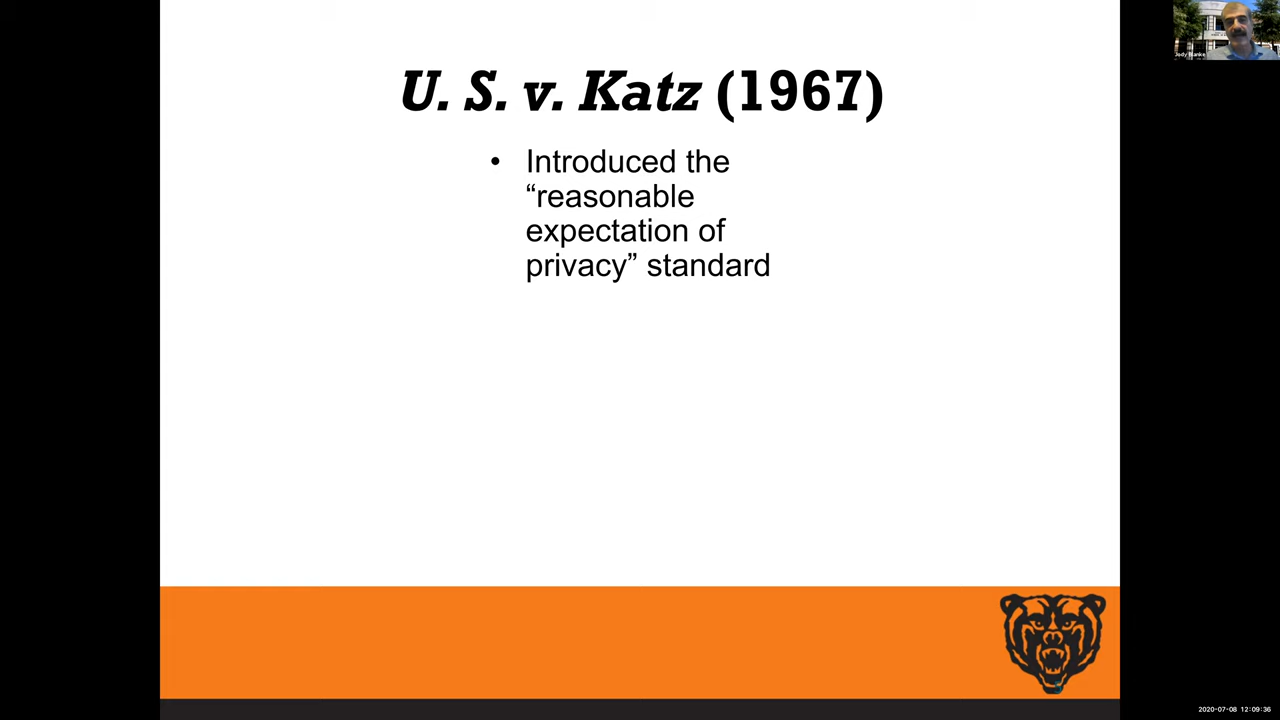 U. S. v. Katz (1967)
• Introduced the
“reasonable
expectation of
privacy” standard
2020-07-08 12:09:36